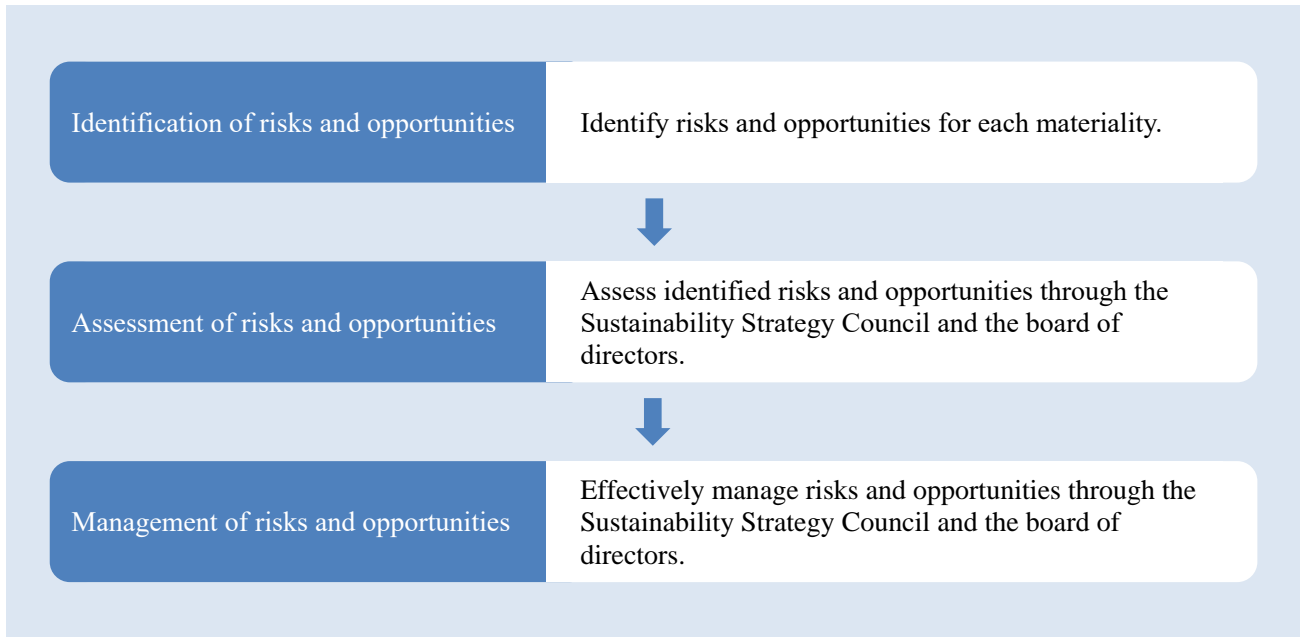 Identification of risks and opportunities
Identify risks and opportunities for each materiality.
Assessment of risks and opportunities
Assess identified risks and opportunities through the
Sustainability Strategy Council and the board of
directors.
Management of risks and opportunities
Effectively manage risks and opportunities through the
Sustainability Strategy Council and the board of
directors.